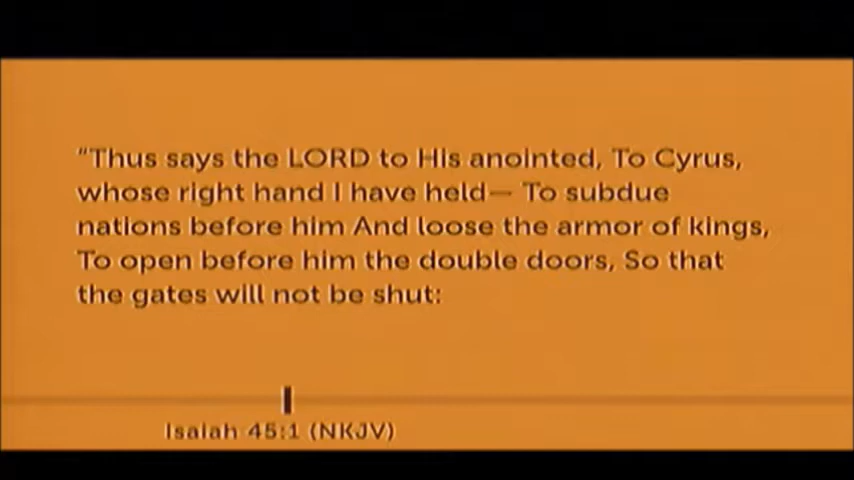 "Thus says the LORD to His anointed, To Cyrus,
whose right hand I have held— To subdue
nations before him And loose the armor of kings,
To open before him the double doors, So that
the gates will not be shut:
Isaiah 45:1 (NKJV)